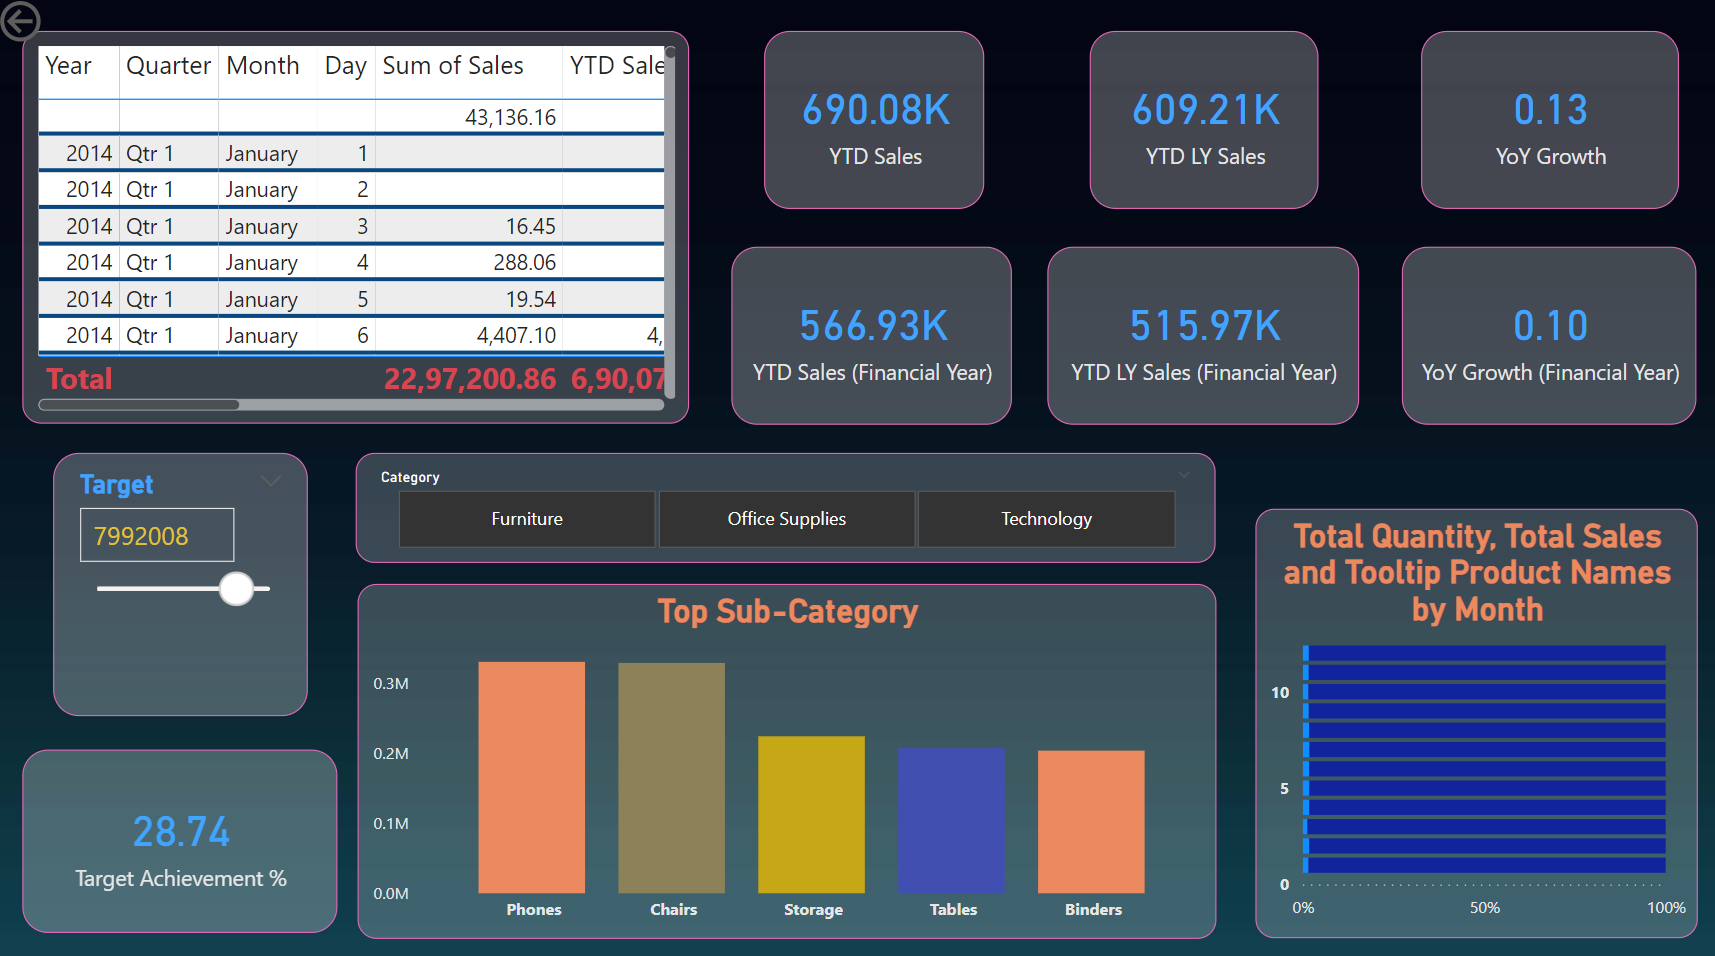 Year Quarter Month Day Sum of Sales YTD Sale
43,136.16
2014 Qtr 1 January 1
2014 Qtr 1 January 2
2014 Qtr 1 January 3 16.45
2014 Qtr 1 January 4 288.06
2014 Qtr 1 January 5 19.54
2014 Qtr 1 January 6 4,407.10 4,
Total 22,97,200.86 6,90,07
690.08K
YTD Sales
609.21K
YTD LY Sales
0.13
YoY Growth
566.93K
YTD Sales (Financial Year)
515.97K
YTD LY Sales (Financial Year)
0.10
YoY Growth (Financial Year)
Target
7992008
28.74
Target Achievement %
Category
Furniture Office Supplies Technology
Top Sub-Category
0.3M
0.2M
0.1M
0.0M
Phones Chairs Storage Tables Binders
Total Quantity, Total Sales
and Tooltip Product Names
by Month
10
5
0
0% 50% 100%